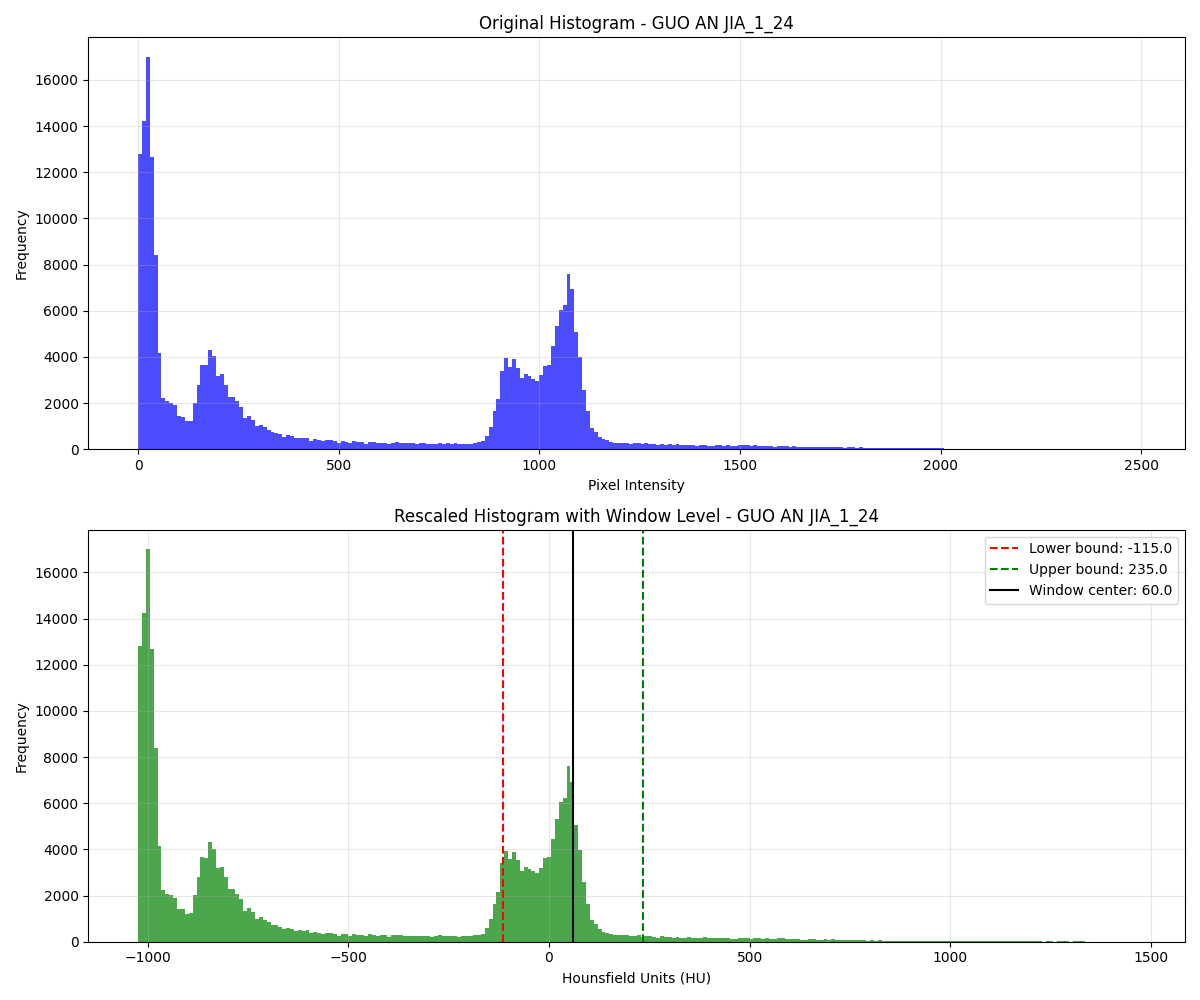 Original Histogram - GUO AN JIA_1_24
Frequency
16000
14000
12000
10000
8000
6000
4000
2000
0
0 500 1000 1500 2000 2500
Pixel Intensity
Rescaled Histogram with Window Level - GUO AN JIA_1_24
Lower bound: -115.0
Upper bound: 235.0
Window center: 60.0
Frequency
16000
14000
12000
10000
8000
6000
4000
2000
0
−1000 −500 0 500 1000 1500
Hounsfield Units (HU)